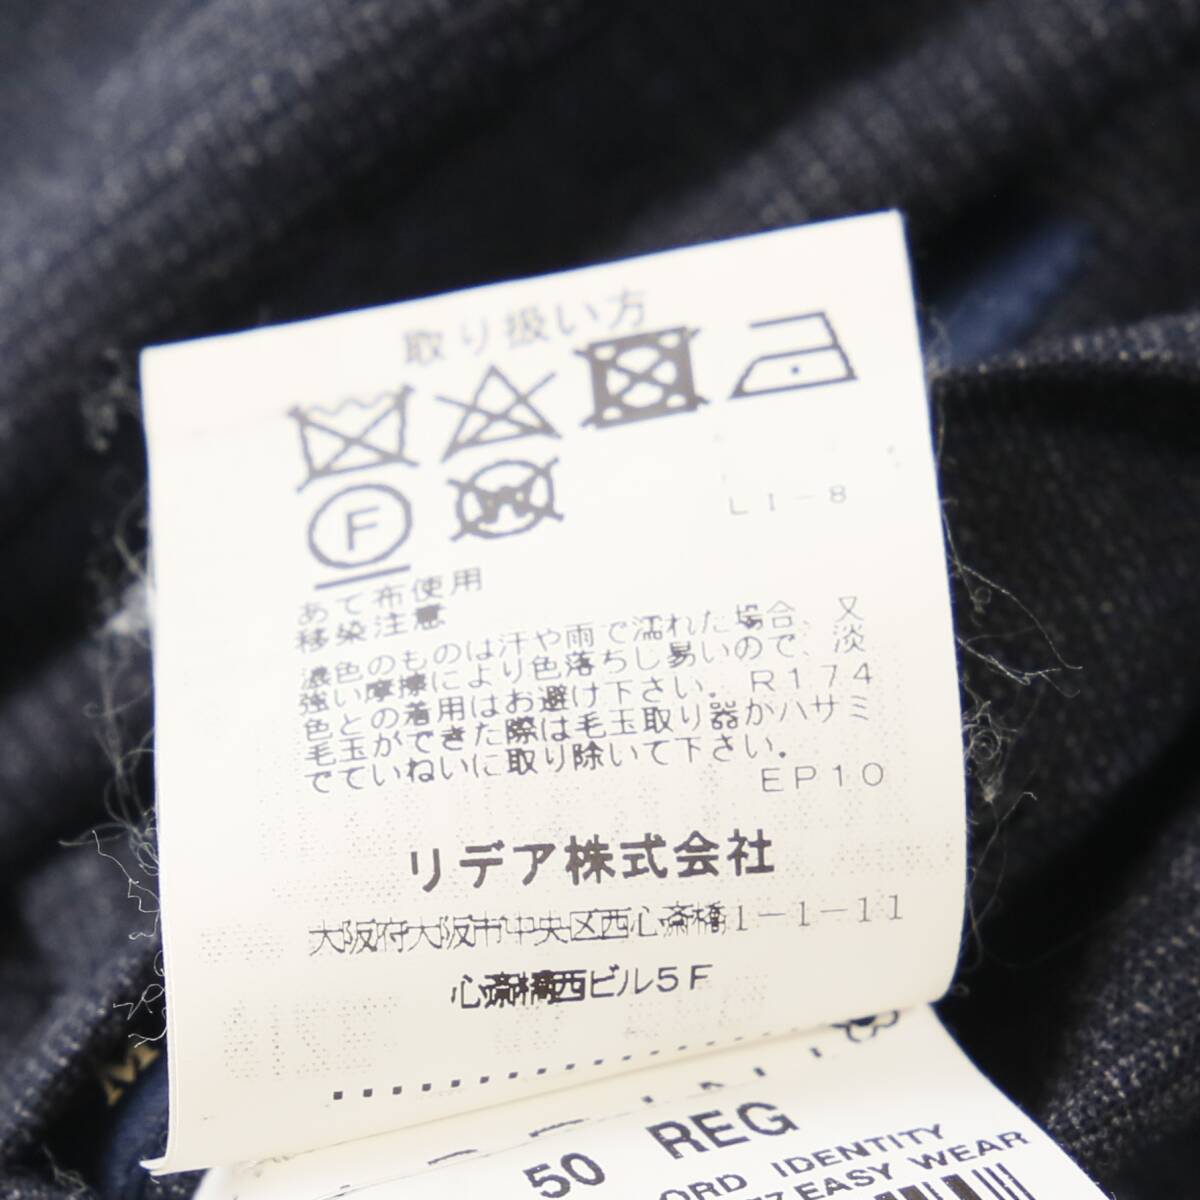 取り扱い方
F
W
LI-8
あて布使用
移染注意
濃色のものは汗や雨で濡れた場合、又
強い摩擦により色落ちし易いので、淡
色との着用はお避け下さい。R174
毛玉ができた際は毛玉取り器かハサミ
でていねいに取り除いて下さい。
EP10
リデア株式会社
大阪府大阪市中央区西心斎橋1-1-11
心斎橋西ビル5F
50 REG
ORD IDENTITY
EASY WEAR
M